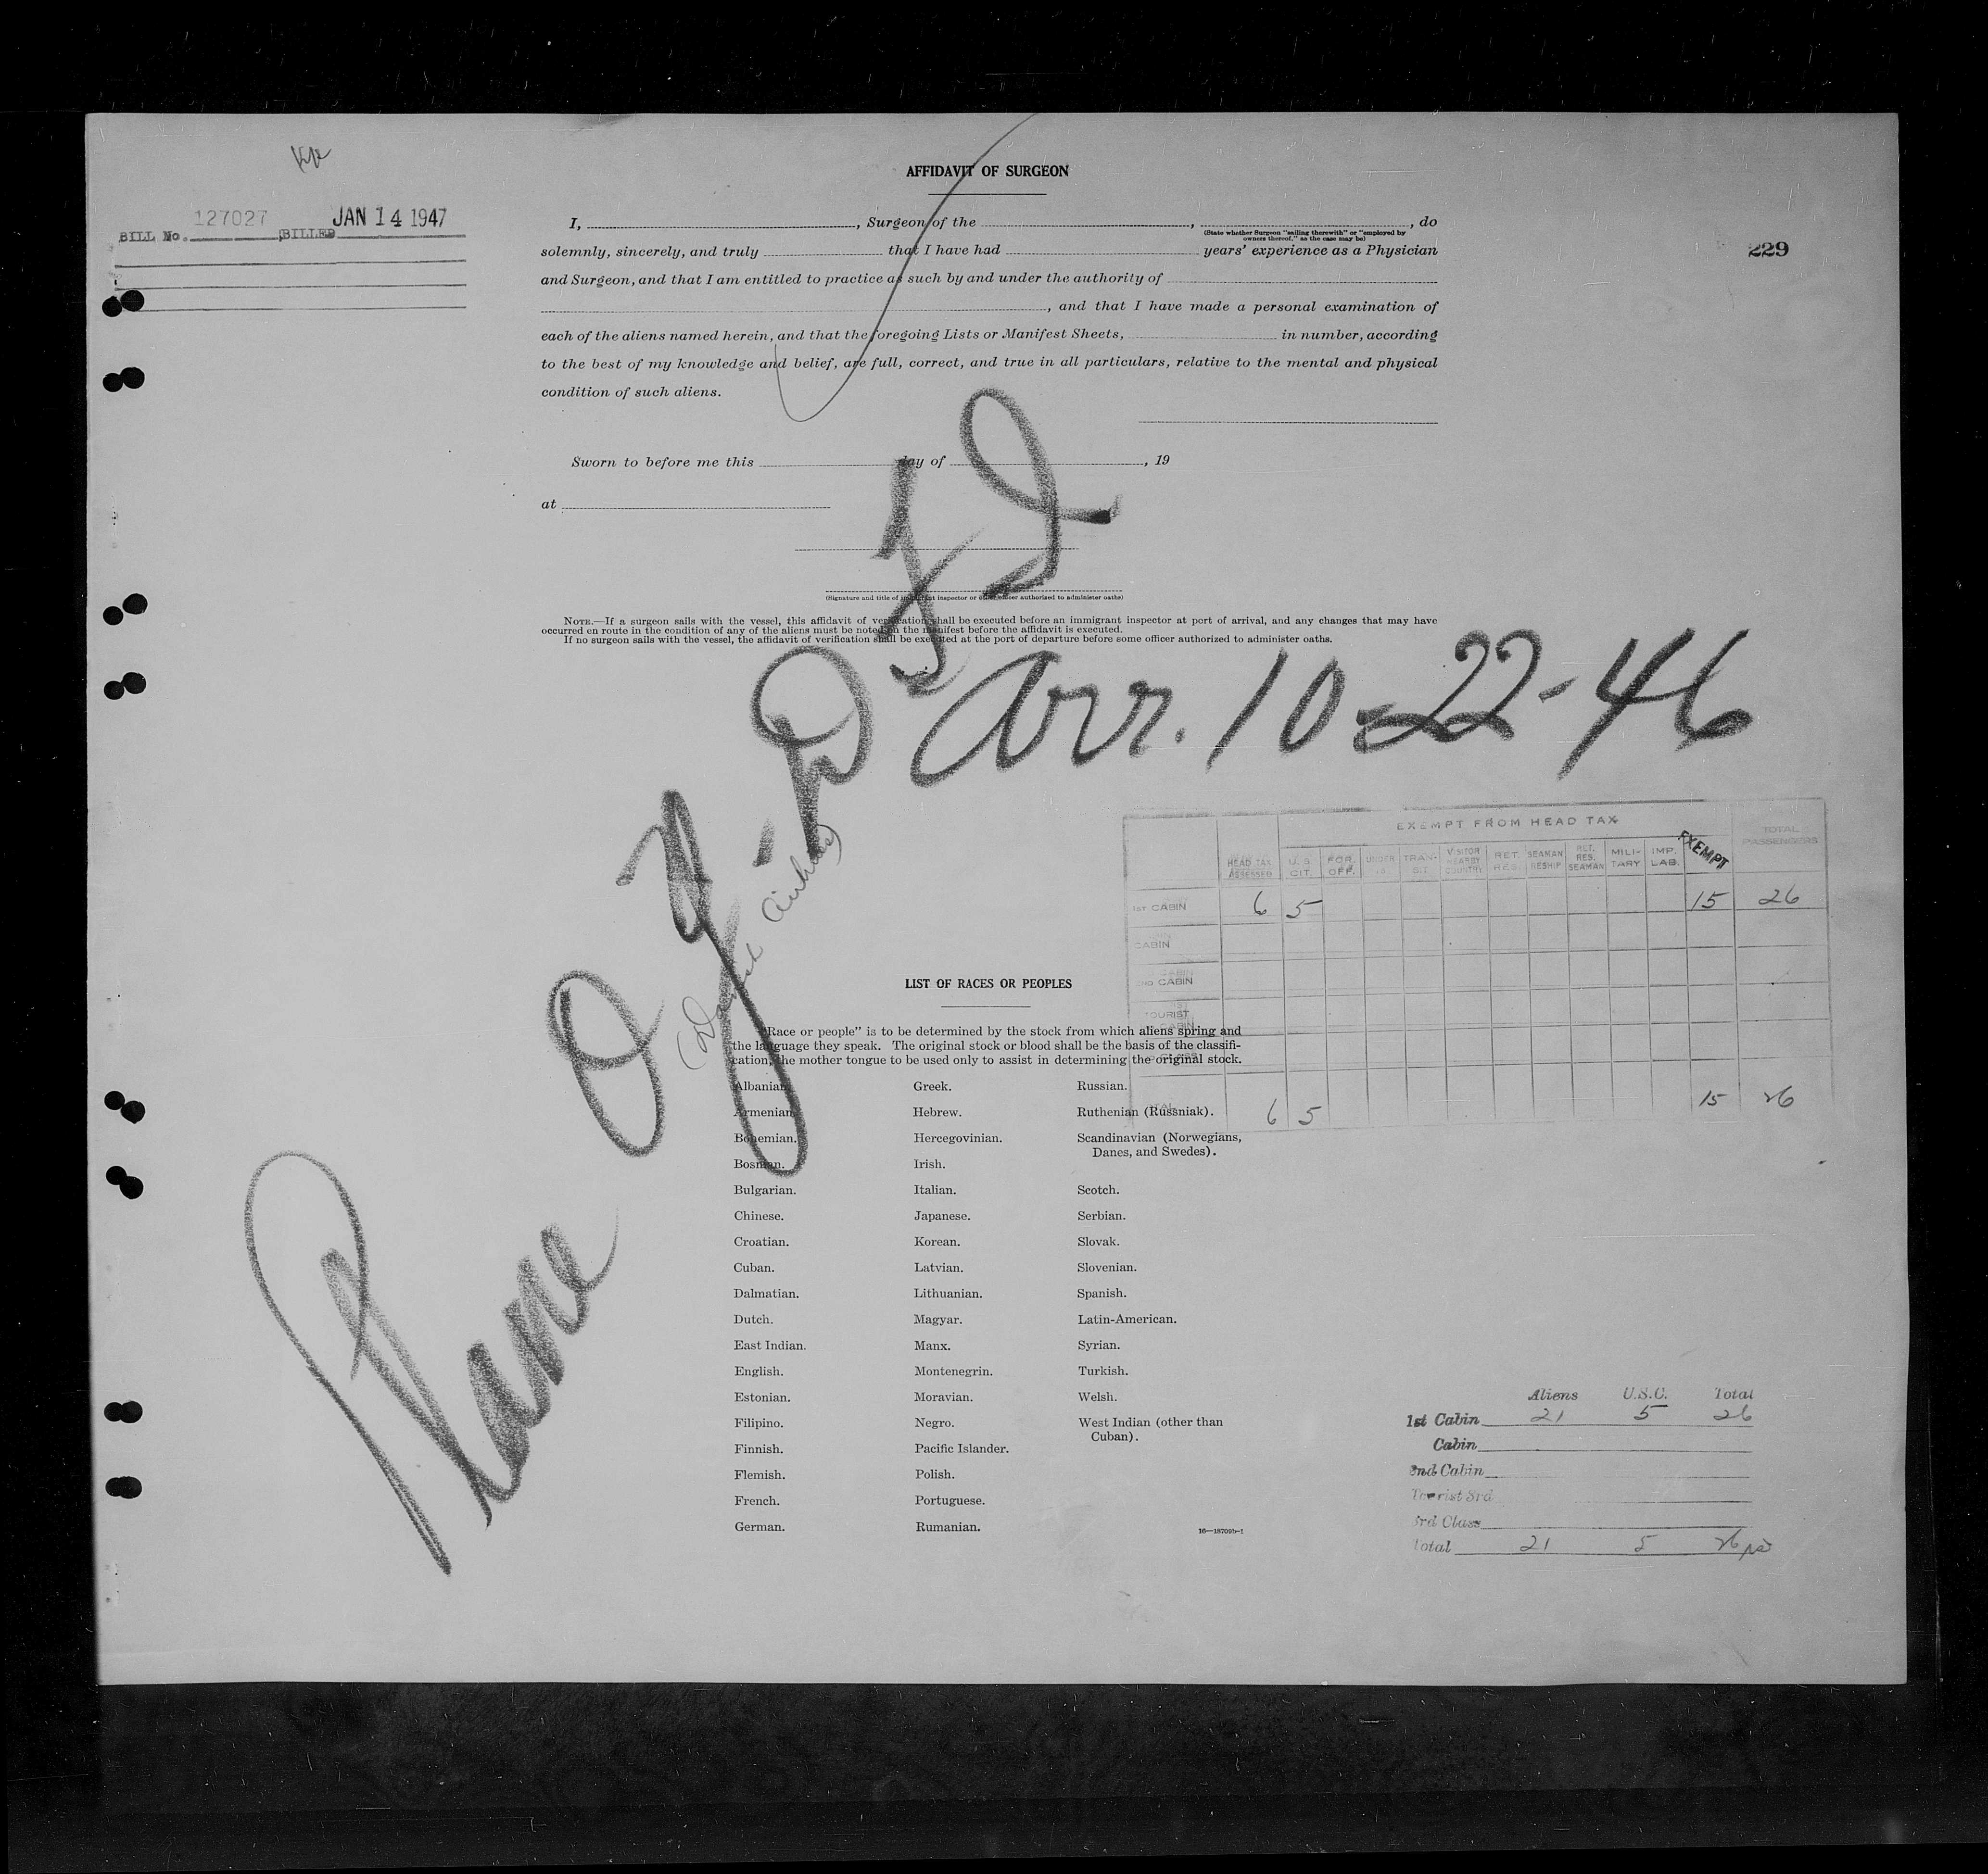 AFFIDAVIT OF SURGEON
BILL No. 127027 BILLED JAN 14 1947
229
I, , Surgeon of the , , do
(State whether Surgeon "sailing therewith" or "employed by
owners thereof," as the case may be)
solemnly, sincerely, and truly that I have had years' experience as a Physician
and Surgeon, and that I am entitled to practice as such by and under the authority of
, and that I have made a personal examination of
each of the aliens named herein, and that the foregoing Lists or Manifest Sheets, in number, according
to the best of my knowledge and belief, are full, correct, and true in all particulars, relative to the mental and physical
condition of such aliens.
Sworn to before me this day of , 19
at
(Signature and title of immigrant inspector or other officer authorized to administer oaths)
NOTE.—If a surgeon sails with the vessel, this affidavit of verification shall be executed before an immigrant inspector at port of arrival, and any changes that may have
occurred en route in the condition of any of the aliens must be noted on the manifest before the affidavit is executed.
If no surgeon sails with the vessel, the affidavit of verification shall be executed at the port of departure before some officer authorized to administer oaths.
Plane OY-DFI
(Danish Airlines)
Arr. 10-22-46
EXEMPT FROM HEAD TAX
HEAD TAX ASSESSED U.S. CIT. FOR. OFF. UNDER 16 TRAN- SIT VISITOR NEARBY COUNTRY RET. RES. SEAMAN RESHIP RET. RES. SEAMAN MILI- TARY IMP. LAB. EXEMPT TOTAL PASSENGERS
1ST CABIN 6 5 15 26
CABIN
2ND CABIN
TOURIST
TOTAL 6 5 15 26
LIST OF RACES OR PEOPLES
"Race or people" is to be determined by the stock from which aliens spring and
the language they speak. The original stock or blood shall be the basis of the classifi-
cation, the mother tongue to be used only to assist in determining the original stock.
Albanian.
Armenian.
Bohemian.
Bosnian.
Bulgarian.
Chinese.
Croatian.
Cuban.
Dalmatian.
Dutch.
East Indian.
English.
Estonian.
Filipino.
Finnish.
Flemish.
French.
German.
Greek.
Hebrew.
Hercegovinian.
Irish.
Italian.
Japanese.
Korean.
Latvian.
Lithuanian.
Magyar.
Manx.
Montenegrin.
Moravian.
Negro.
Pacific Islander.
Polish.
Portuguese.
Rumanian.
Russian.
Ruthenian (Russniak).
Scandinavian (Norwegians,
Danes, and Swedes).
Scotch.
Serbian.
Slovak.
Slovenian.
Spanish.
Latin-American.
Syrian.
Turkish.
Welsh.
West Indian (other than
Cuban).
16—18709b-1
Aliens U.S.C. Total
1st Cabin 21 5 26
Cabin
2nd Cabin
Tourist 3rd
3rd Class
Total 21 5 26